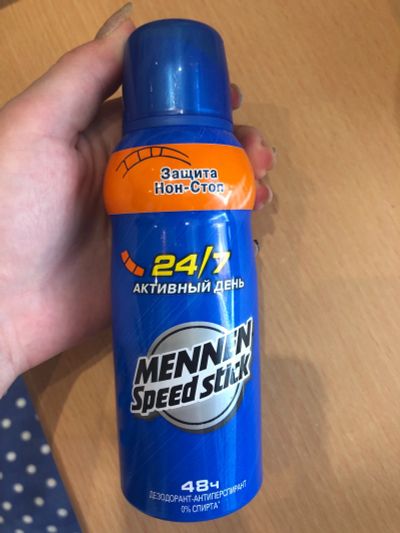 Защита
Нон-Стоп
24/7
АКТИВНЫЙ ДЕНЬ
MENNEN
Speed stick
48ч
ДЕЗОДОРАНТ-АНТИПЕРСПИРАНТ
0% СПИРТА*